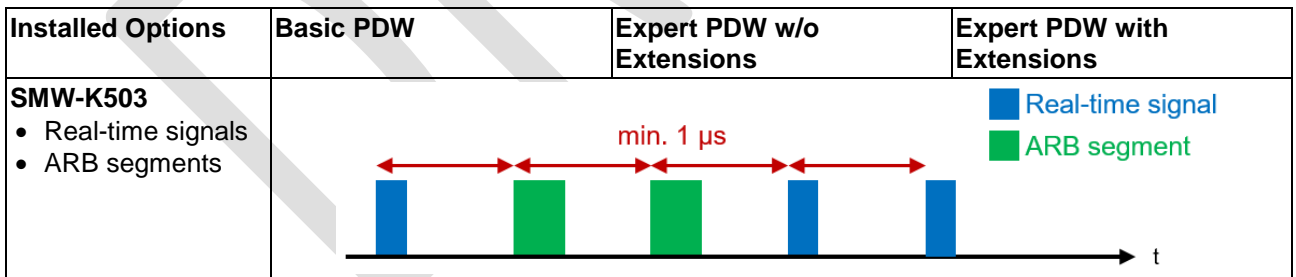 Installed Options
Basic PDW
Expert PDW w/o
Extensions
Expert PDW with
Extensions
SMW-K503
• Real-time signals
• ARB segments
min. 1 µs
Real-time signal
ARB segment
t